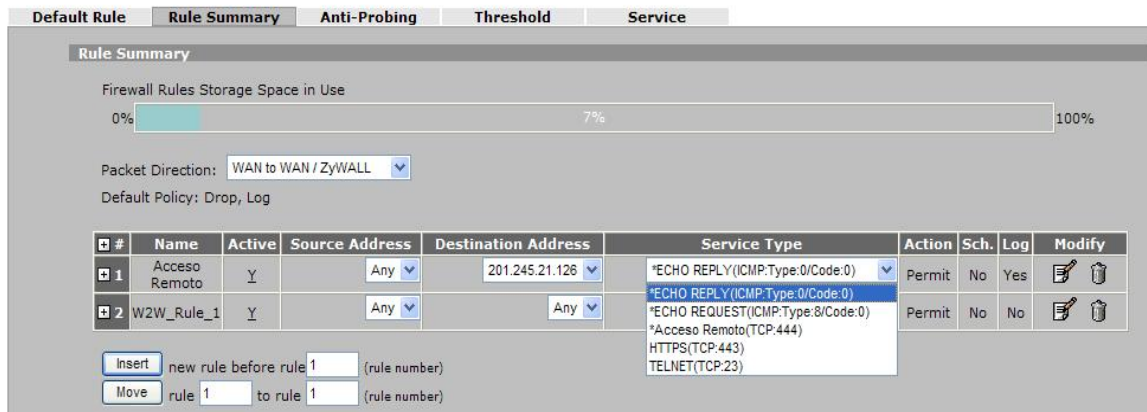 Default Rule Rule Summary Anti-Probing Threshold Service
Rule Summary
Firewall Rules Storage Space in Use
0% 7% 100%
Packet Direction: WAN to WAN / ZyWALL
Default Policy: Drop, Log
# Name Active Source Address Destination Address Service Type Action Sch. Log Modify
1 Acceso Remoto Y Any 201.245.21.126 *ECHO REPLY(ICMP:Type:0/Code:0) Permit No Yes
*ECHO REPLY(ICMP:Type:0/Code:0)
2 W2W_Rule_1 Y Any Any *ECHO REQUEST(ICMP:Type:8/Code:0) Permit No No
*Acceso Remoto(TCP:444)
HTTPS(TCP:443)
TELNET(TCP:23)
Insert new rule before rule 1 (rule number)
Move rule 1 to rule 1 (rule number)